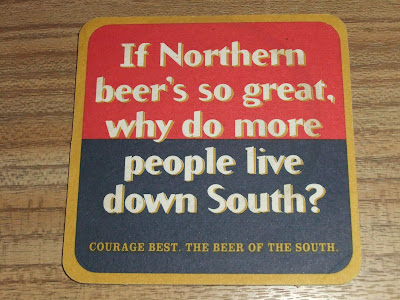 If Northern
beer's so great,
why do more
people live
down South?
COURAGE BEST. THE BEER OF THE SOUTH.